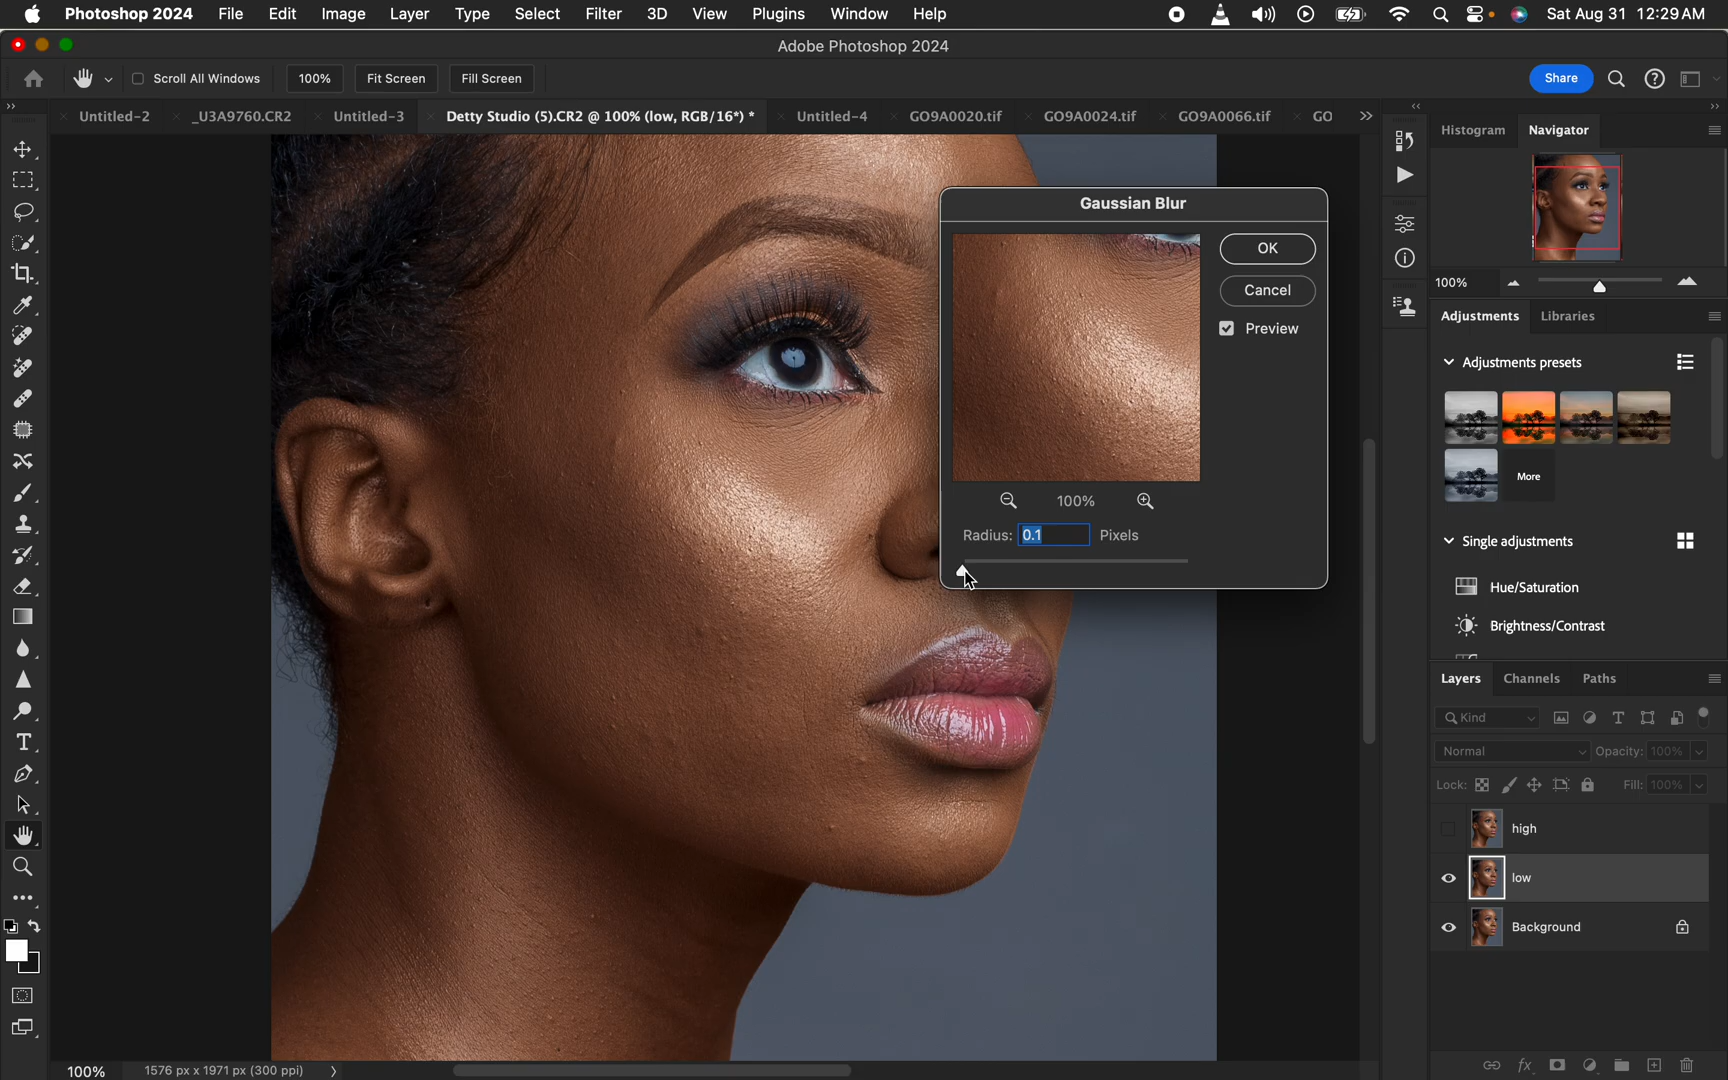 Photoshop 2024 File Edit Image Layer Type Select Filter 3D View Plugins Window Help Sat Aug 31 12:29 AM
Adobe Photoshop 2024
Scroll All Windows 100% Fit Screen Fill Screen Share
Untitled-2 _U3A9760.CR2 Untitled-3 Detty Studio (5).CR2 @ 100% (low, RGB/16*) * Untitled-4 GO9A0020.tif GO9A0024.tif GO9A0066.tif GO
Histogram Navigator
100%
Gaussian Blur
OK
Cancel
Preview
100%
Radius: 0.1 Pixels
Adjustments Libraries
Adjustments presets
More
Single adjustments
Hue/Saturation
Brightness/Contrast
Layers Channels Paths
Kind
Normal Opacity: 100%
Lock: Fill: 100%
high
low
Background
100% 1576 px x 1971 px (300 ppi)